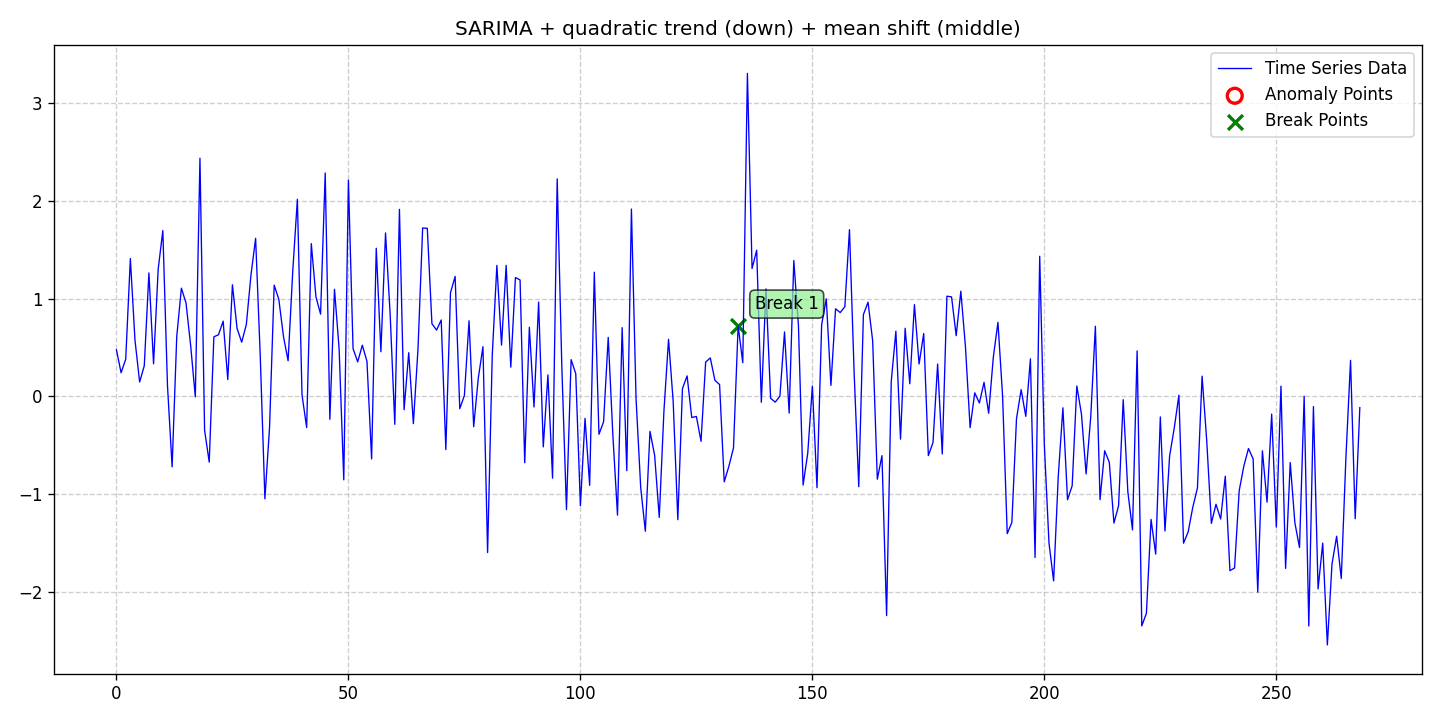 SARIMA + quadratic trend (down) + mean shift (middle)
Time Series Data
Anomaly Points
Break Points
Break 1
3
2
1
0
−1
−2
0
50
100
150
200
250